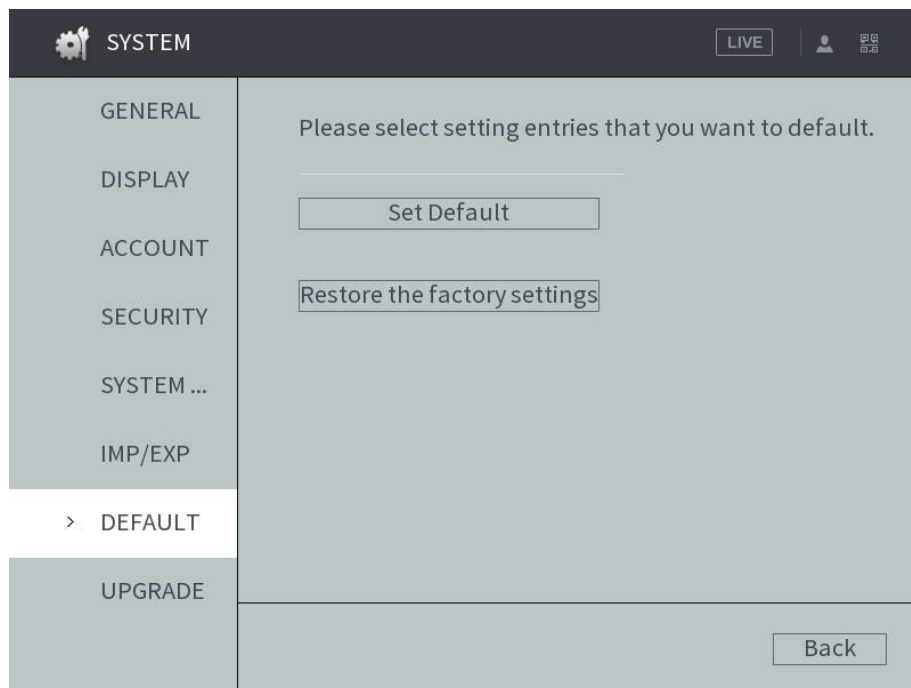 SYSTEM
LIVE
GENERAL
DISPLAY
ACCOUNT
SECURITY
SYSTEM ...
IMP/EXP
> DEFAULT
UPGRADE
Please select setting entries that you want to default.
Set Default
Restore the factory settings
Back